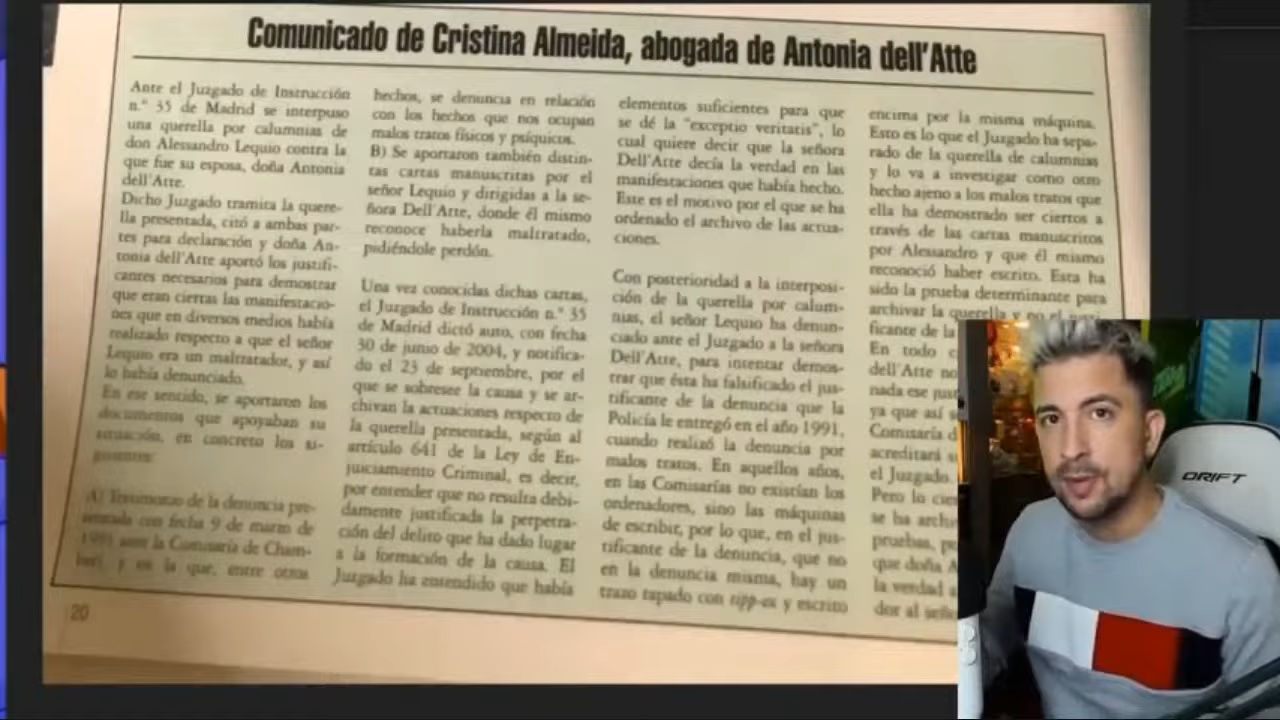 Comunicado de Cristina Almeida, abogada de Antonia dell'Atte
Ante el Juzgado de Instrucción
n.º 35 de Madrid se interpuso
una querella por calumnias de
don Alessandro Lequio contra la
que fue su esposa, doña Antonia
dell'Atte.
Dicho Juzgado tramita la quere-
lla presentada, citó a ambas par-
tes para declaración y doña An-
tonia dell'Atte aportó los justifi-
cantes necesarios para demostrar
que eran ciertas las manifestacio-
nes que en diversos medios había
realizado respecto a que el señor
Lequio era un maltratador, y así
lo había denunciado.
En ese sentido, se aportaron los
documentos que apoyaban su
situación, en concreto los si-
guientes:
A) Testimonio de la denuncia pre-
sentada con fecha 9 de marzo de
1991 ante la Comisaría de Cham-
berí, y en la que, entre otros
20
hechos, se denuncia en relación
con los hechos que nos ocupan
malos tratos físicos y psíquicos.
B) Se aportaron también distin-
tas cartas manuscritas por el
señor Lequio y dirigidas a la se-
ñora Dell'Atte, donde él mismo
reconoce haberla maltratado,
pidiéndole perdón.
Una vez conocidas dichas cartas,
el Juzgado de Instrucción n.º 35
de Madrid dictó auto, con fecha
30 de junio de 2004, y notifica-
do el 23 de septiembre, por el
que se sobresee la causa y se ar-
chivan la actuaciones respecto de
la querella presentada, según al
artículo 641 de la Ley de En-
juiciamiento Criminal, es decir,
por entender que no resulta debi-
damente justificada la perpetra-
ción del delito que ha dado lugar
a la formación de la causa. El
Juzgado ha entendido que había
elementos suficientes para que
se dé la "exceptio veritatis", lo
cual quiere decir que la señora
Dell'Atte decía la verdad en las
manifestaciones que había hecho.
Este es el motivo por el que se ha
ordenado el archivo de las actua-
ciones.
Con posterioridad a la interposi-
ción de la querella por calum-
nias, el señor Lequio ha denun-
ciado ante el Juzgado a la señora
Dell'Atte, para intentar demos-
trar que ésta ha falsificado el jus-
tificante de la denuncia que la
Policía le entregó en el año 1991,
cuando realizó la denuncia por
malos tratos. En aquellos años,
en las Comisarías no existían los
ordenadores, sino las máquinas
de escribir, por lo que, en el jus-
tificante de la denuncia, que no
en la denuncia misma, hay un
trazo tapado con tipp-ex y escrito
encima por la misma máquina.
Esto es lo que el Juzgado ha sepa-
rado de la querella de calumnias
y lo va a investigar como otro
hecho ajeno a los malos tratos que
ella ha demostrado ser ciertos a
través de las cartas manuscritos
por Alessandro y que él mismo
reconoció haber escrito. Esta ha
sido la prueba determinante para
archivar la querella y no el justi-
ficante de la
En todo c
dell'Atte no
nada ese jus
ya que así s
Comisaría d
acreditará s
el Juzgado.
Pero lo cie
se ha archi
pruebas, p
que doña A
la verdad a
dor al seño
DRIFT